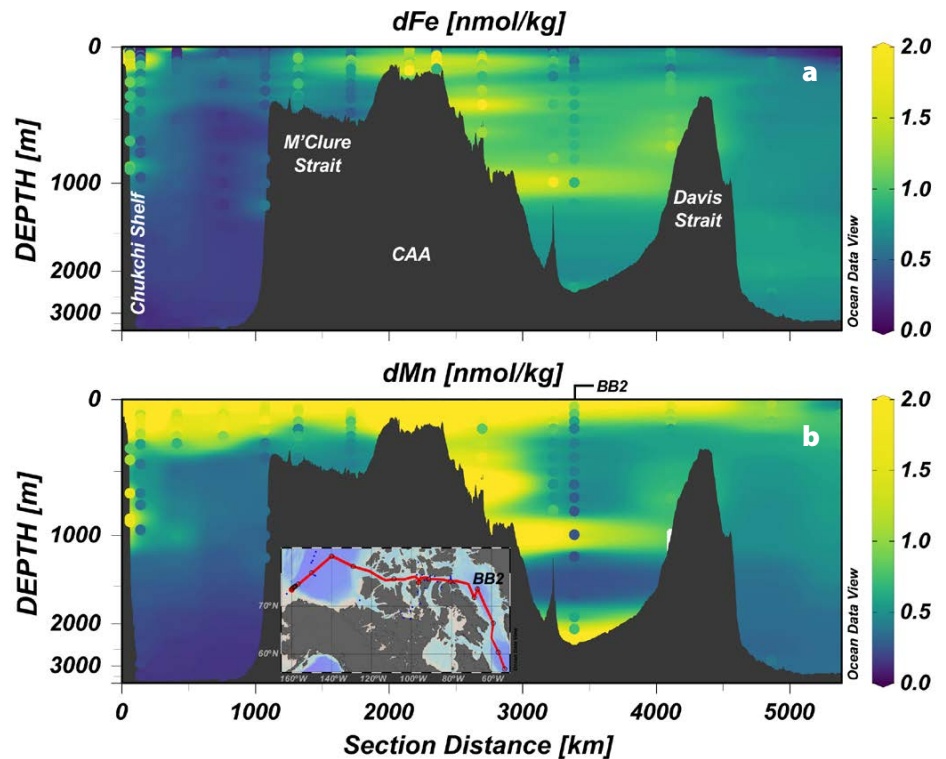 dFe [nmol/kg]
0
1000
2000
3000
DEPTH [m]
Chukchi Shelf
M'Clure
Strait
CAA
Davis
Strait
a
Ocean Data View
2.0
1.5
1.0
0.5
0.0
dMn [nmol/kg]
BB2
0
1000
2000
3000
DEPTH [m]
b
BB2
70°N
60°N
160°W
140°W
120°W
100°W
80°W
60°W
Ocean Data View
2.0
1.5
1.0
0.5
0.0
0
1000
2000
3000
4000
5000
Section Distance [km]